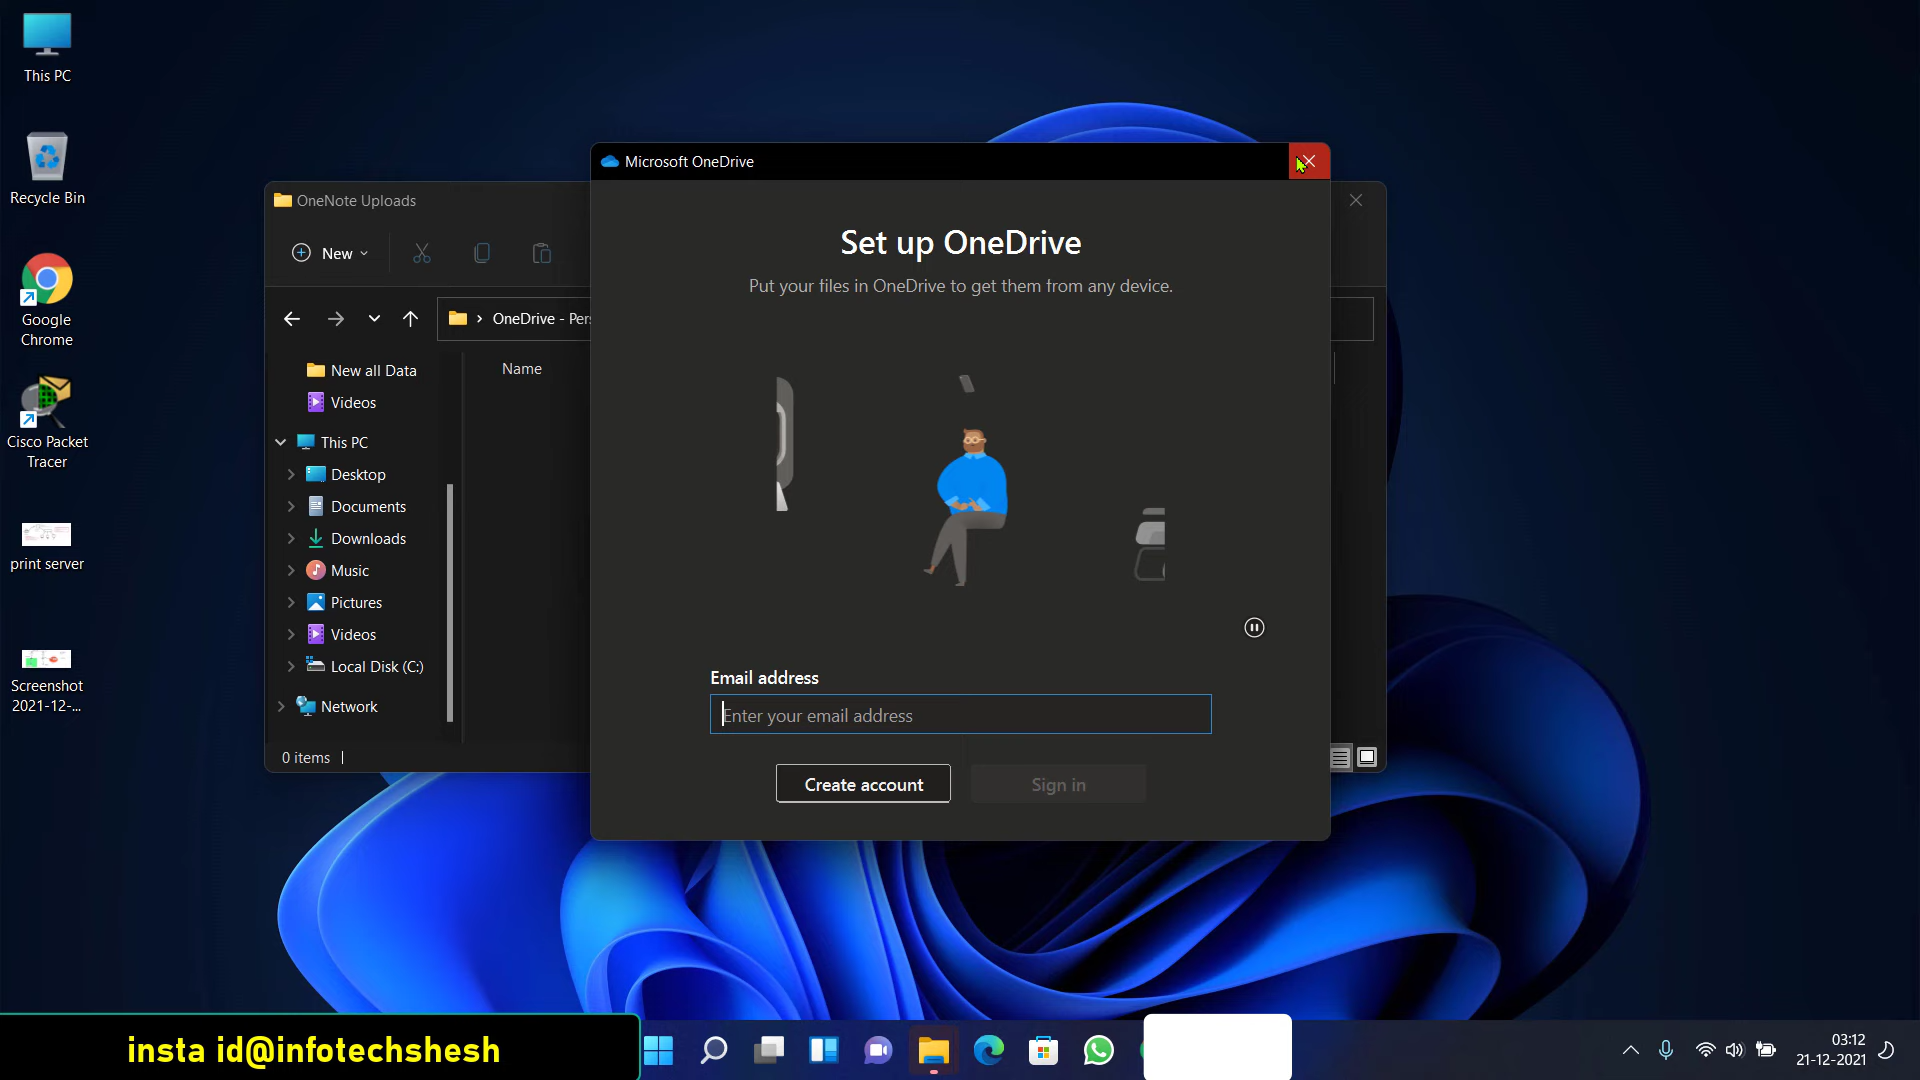 This PC
Recycle Bin
Google
Chrome
Cisco Packet
Tracer
print server
Screenshot
2021-12-...
OneNote Uploads
New
OneDrive - Pers
New all Data
Videos
This PC
Desktop
Documents
Downloads
Music
Pictures
Videos
Local Disk (C:)
Network
Name
0 items
Microsoft OneDrive
Set up OneDrive
Put your files in OneDrive to get them from any device.
Email address
Enter your email address
Create account
Sign in
insta id@infotechshesh
03:12
21-12-2021